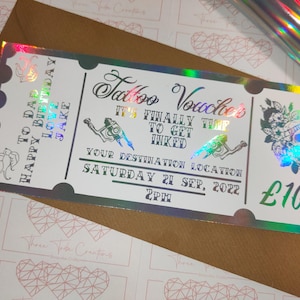 TO DAD
HAPPY BIRTHDAY
LOVE
Tattoo Voucher
IT'S FINALLY TIME
TO GET
INKED
YOUR DESTINATION LOCATION
SATURDAY 21 SEP, 2022
2PM
£10